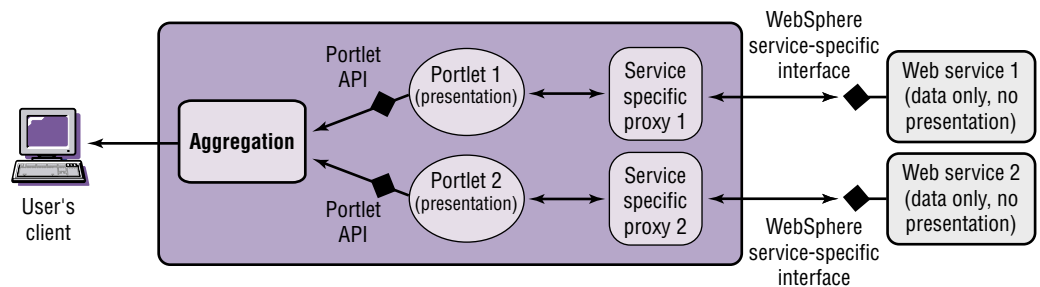 User's
client
Aggregation
Portlet
API
Portlet 1
(presentation)
Service
specific
proxy 1
WebSphere
service-specific
interface
Web service 1
(data only, no
presentation)
Portlet
API
Portlet 2
(presentation)
Service
specific
proxy 2
WebSphere
service-specific
interface
Web service 2
(data only, no
presentation)